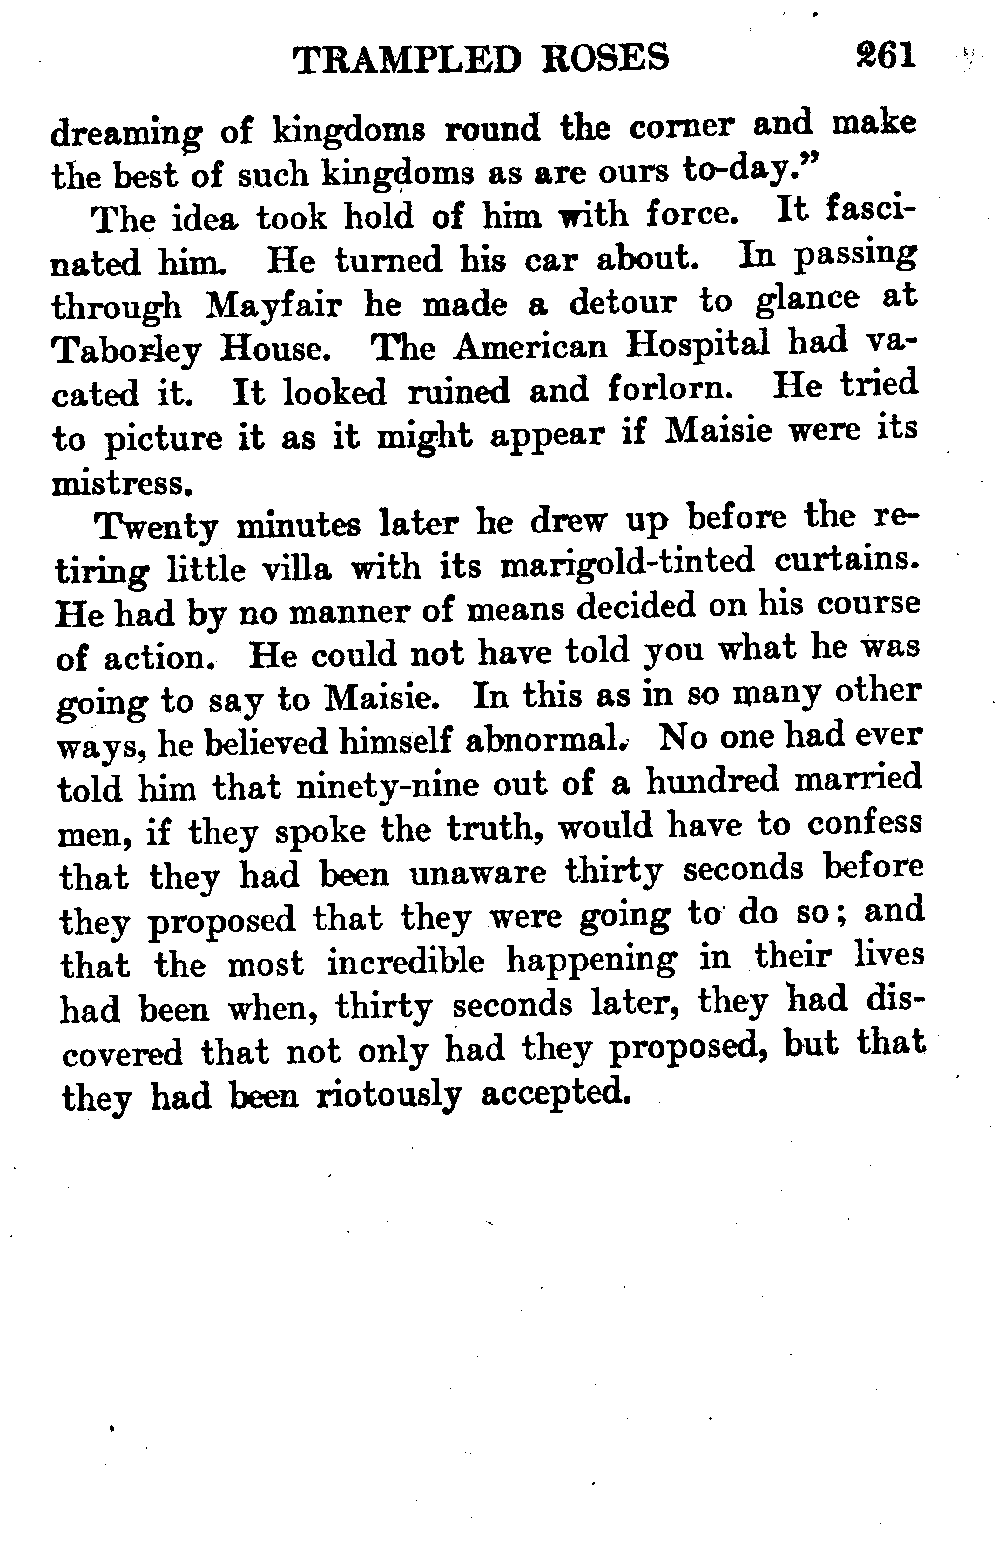 TRAMPLED ROSES 261
dreaming of kingdoms round the corner and make
the best of such kingdoms as are ours to-day.”
The idea took hold of him with force. It fasci-
nated him. He turned his car about. In passing
through Mayfair he made a detour to glance at
Taborley House. The American Hospital had va-
cated it. It looked ruined and forlorn. He tried
to picture it as it might appear if Maisie were its
mistress.
Twenty minutes later he drew up before the re-
tiring little villa with its marigold-tinted curtains.
He had by no manner of means decided on his course
of action. He could not have told you what he was
going to say to Maisie. In this as in so many other
ways, he believed himself abnormal. No one had ever
told him that ninety-nine out of a hundred married
men, if they spoke the truth, would have to confess
that they had been unaware thirty seconds before
they proposed that they were going to do so; and
that the most incredible happening in their lives
had been when, thirty seconds later, they had dis-
covered that not only had they proposed, but that
they had been riotously accepted.